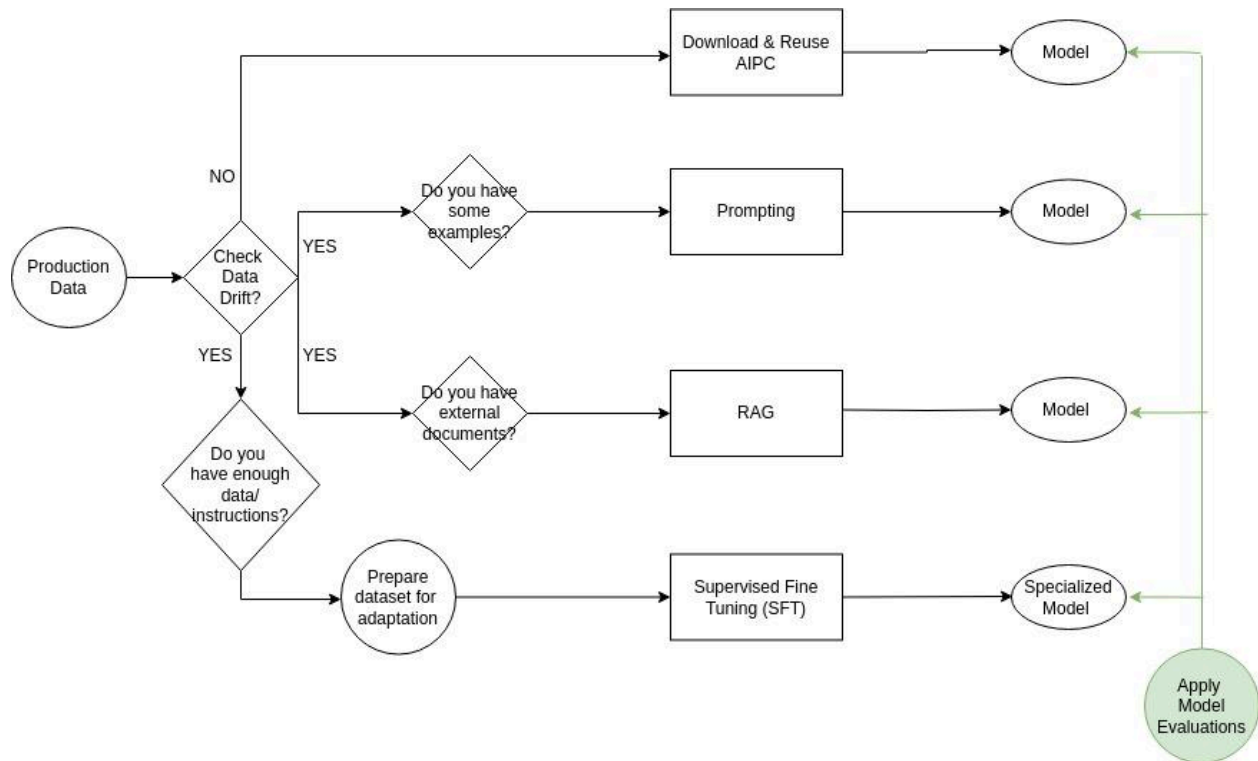 Download & Reuse
AIPC
Model
NO
Do you have
some
examples?
Prompting
Model
YES
Production
Data
Check
Data
Drift?
YES
YES
Do you have
external
documents?
RAG
Model
Do you
have enough
data/
instructions?
Prepare
dataset for
adaptation
Supervised Fine
Tuning (SFT)
Specialized
Model
Apply
Model
Evaluations